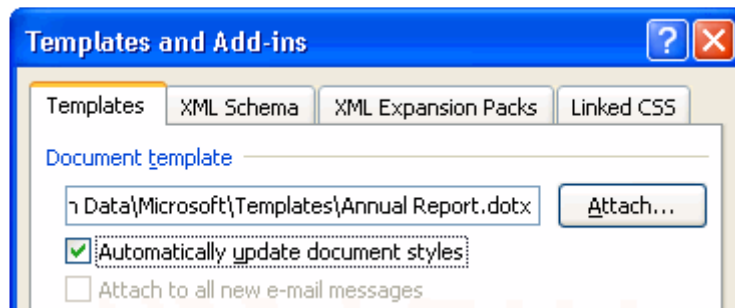 Templates and Add-ins
Templates XML Schema XML Expansion Packs Linked CSS
Document template
Data\Microsoft\Templates\Annual Report.dotx Attach...
Automatically update document styles
Attach to all new e-mail messages